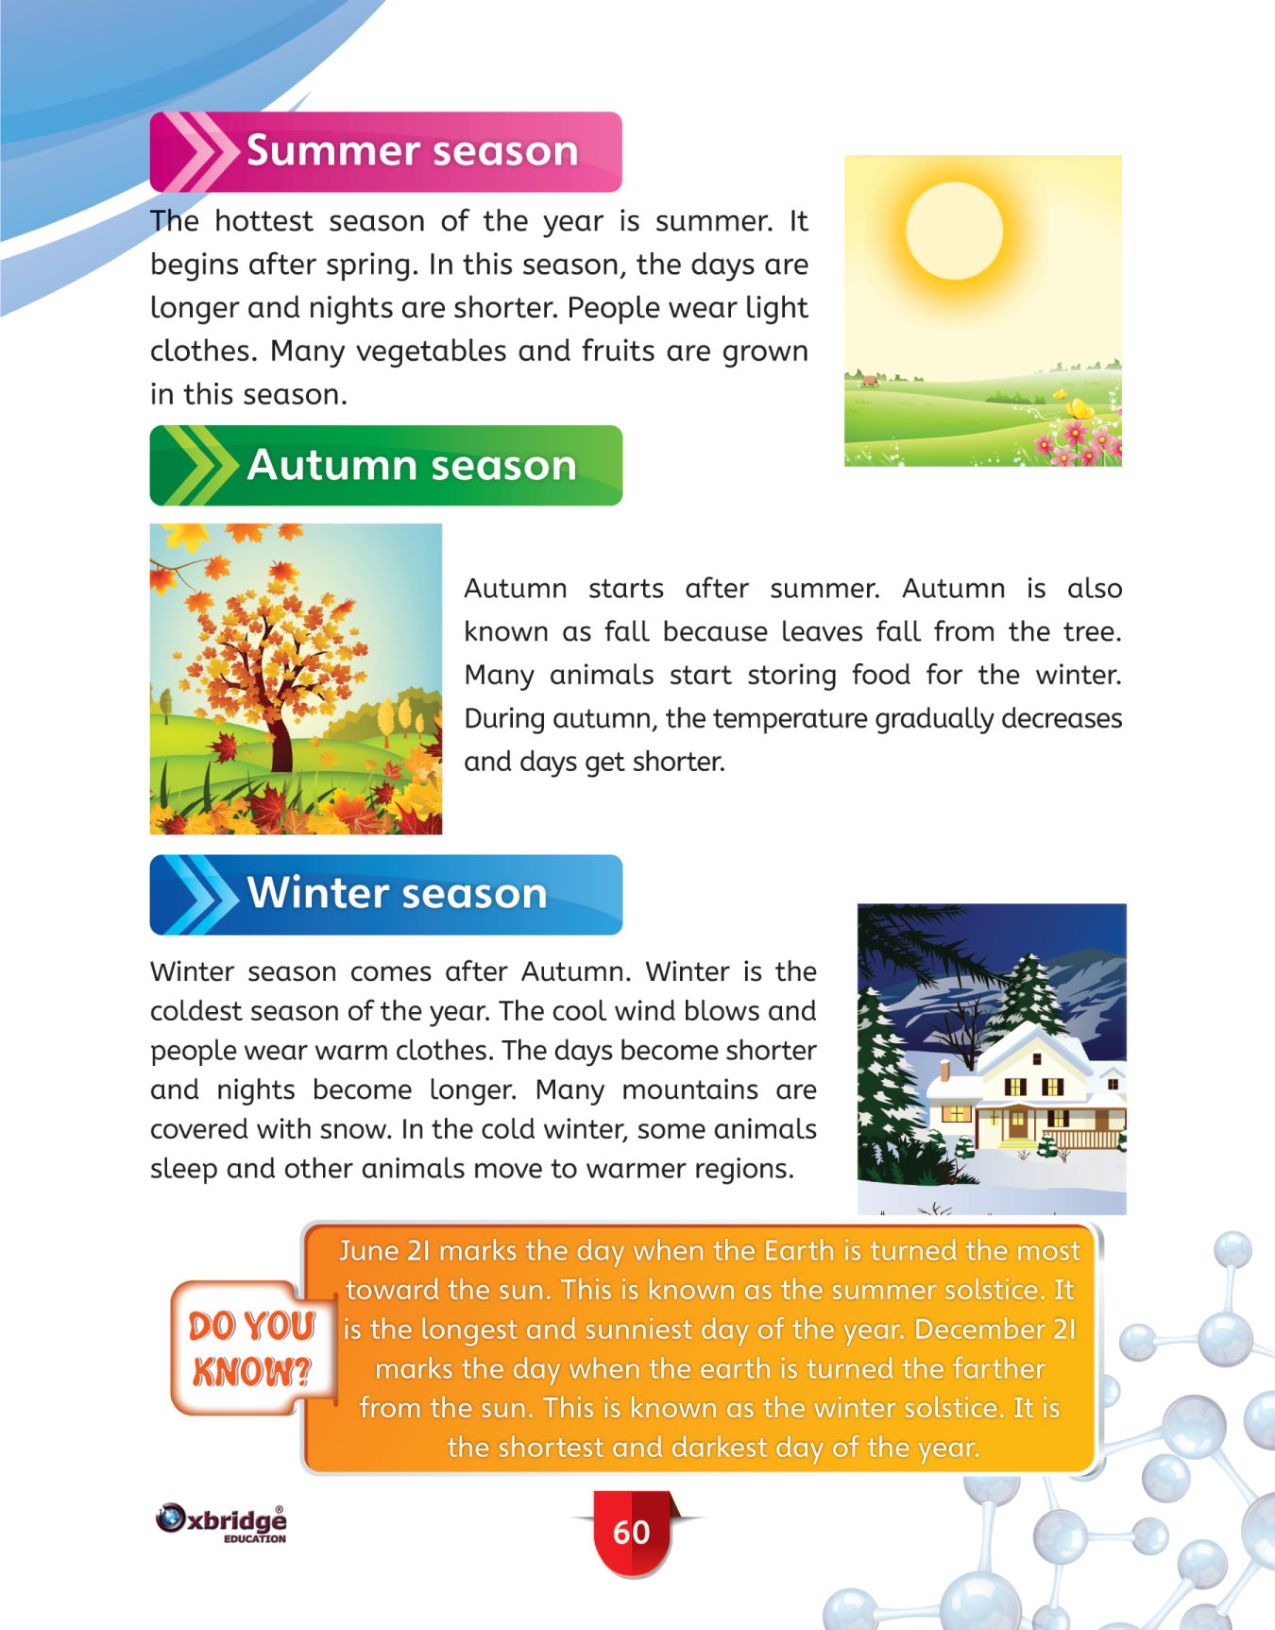 Summer season
The hottest season of the year is summer. It
begins after spring. In this season, the days are
longer and nights are shorter. People wear light
clothes. Many vegetables and fruits are grown
in this season.
Autumn season
Autumn starts after summer. Autumn is also
known as fall because leaves fall from the tree.
Many animals start storing food for the winter.
During autumn, the temperature gradually decreases
and days get shorter.
Winter season
Winter season comes after Autumn. Winter is the
coldest season of the year. The cool wind blows and
people wear warm clothes. The days become shorter
and nights become longer. Many mountains are
covered with snow. In the cold winter, some animals
sleep and other animals move to warmer regions.
DO YOU
KNOW?
June 21 marks the day when the Earth is turned the most
toward the sun. This is known as the summer solstice. It
is the longest and sunniest day of the year. December 21
marks the day when the earth is turned the farther
from the sun. This is known as the winter solstice. It is
the shortest and darkest day of the year.
Oxbridge®
EDUCATION
60